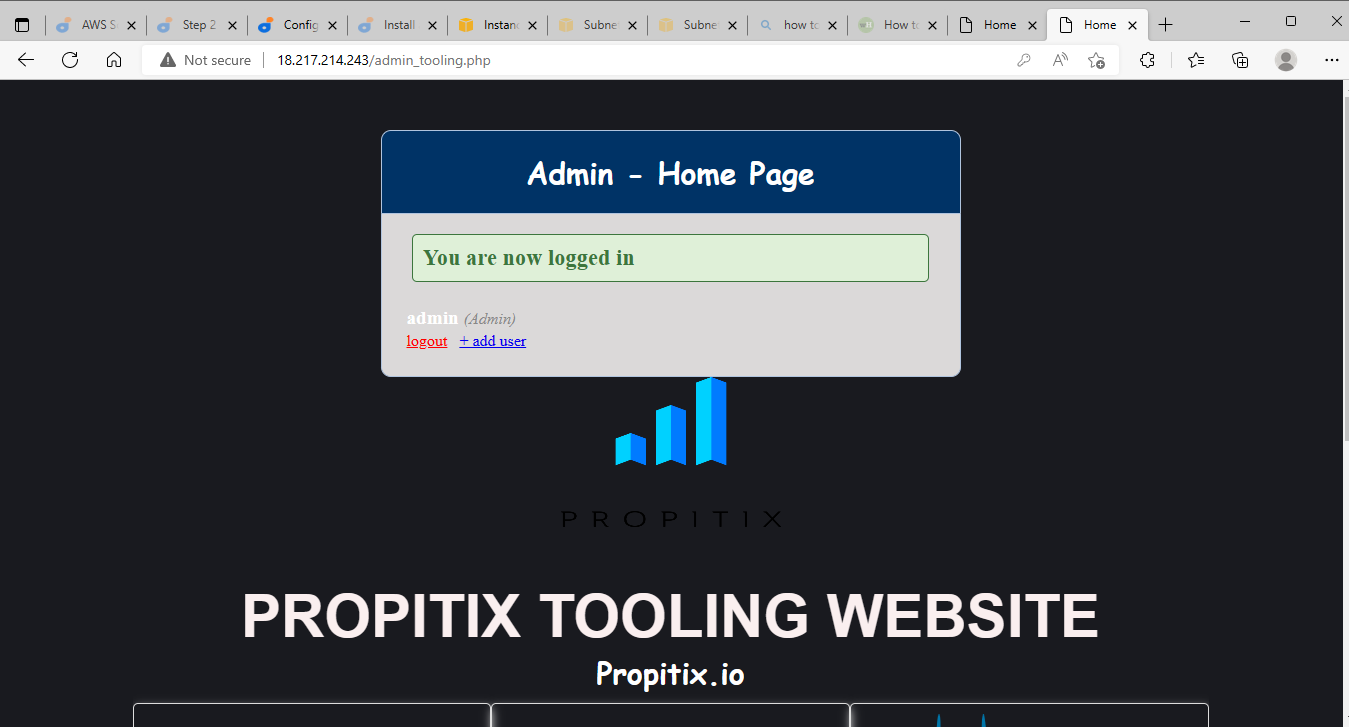 AWS S
Step 2
Config
Install
Instanc
Subne
Subne
how to
How to
Home
Home
Not secure
18.217.214.243/admin_tooling.php
Admin - Home Page
You are now logged in
admin (Admin)
logout + add user
PROPITIX
PROPITIX TOOLING WEBSITE
Propitix.io